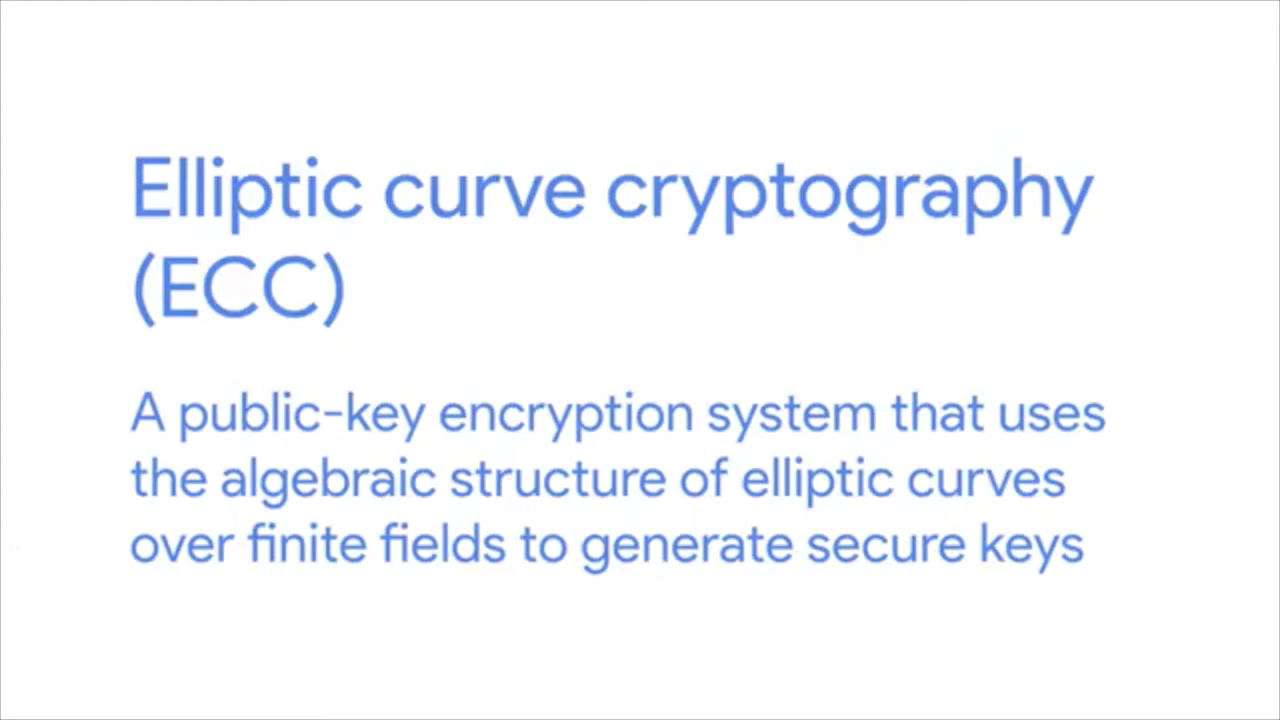 Elliptic curve cryptography
(ECC)
A public-key encryption system that uses
the algebraic structure of elliptic curves
over finite fields to generate secure keys